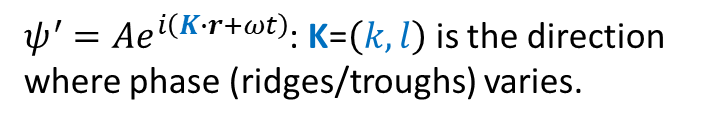 ψ′ = Ae^{i(K·r+ωt)}: K=(k, l) is the direction
where phase (ridges/troughs) varies.